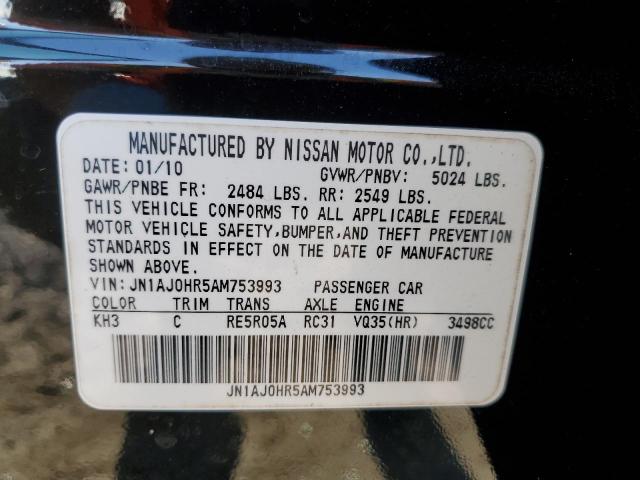 MANUFACTURED BY NISSAN MOTOR CO.,LTD.
DATE: 01/10 GVWR/PNBV: 5024 LBS.
GAWR/PNBE FR: 2484 LBS. RR: 2549 LBS.
THIS VEHICLE CONFORMS TO ALL APPLICABLE FEDERAL
MOTOR VEHICLE SAFETY,BUMPER,AND THEFT PREVENTION
STANDARDS IN EFFECT ON THE DATE OF MANUFACTURE
SHOWN ABOVE.
VIN: JN1AJ0HR5AM753993 PASSENGER CAR
COLOR TRIM TRANS AXLE ENGINE
KH3 C RE5R05A RC31 VQ35(HR) 3498CC
JN1AJ0HR5AM753993